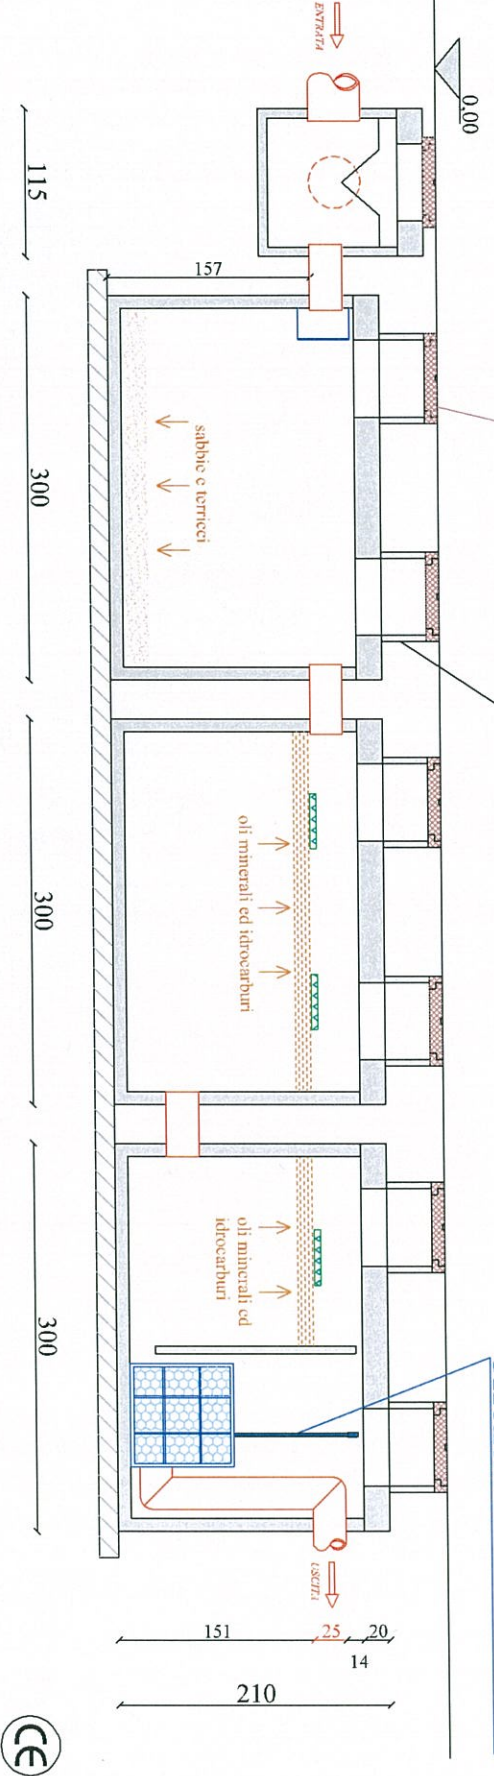 0.00
ENTRATA
115
157
300
sabbie e terricci
300
oli minerali ed idrocarburi
300
oli minerali ed
idrocarburi
USCITA
151
25
14
20
210
CE